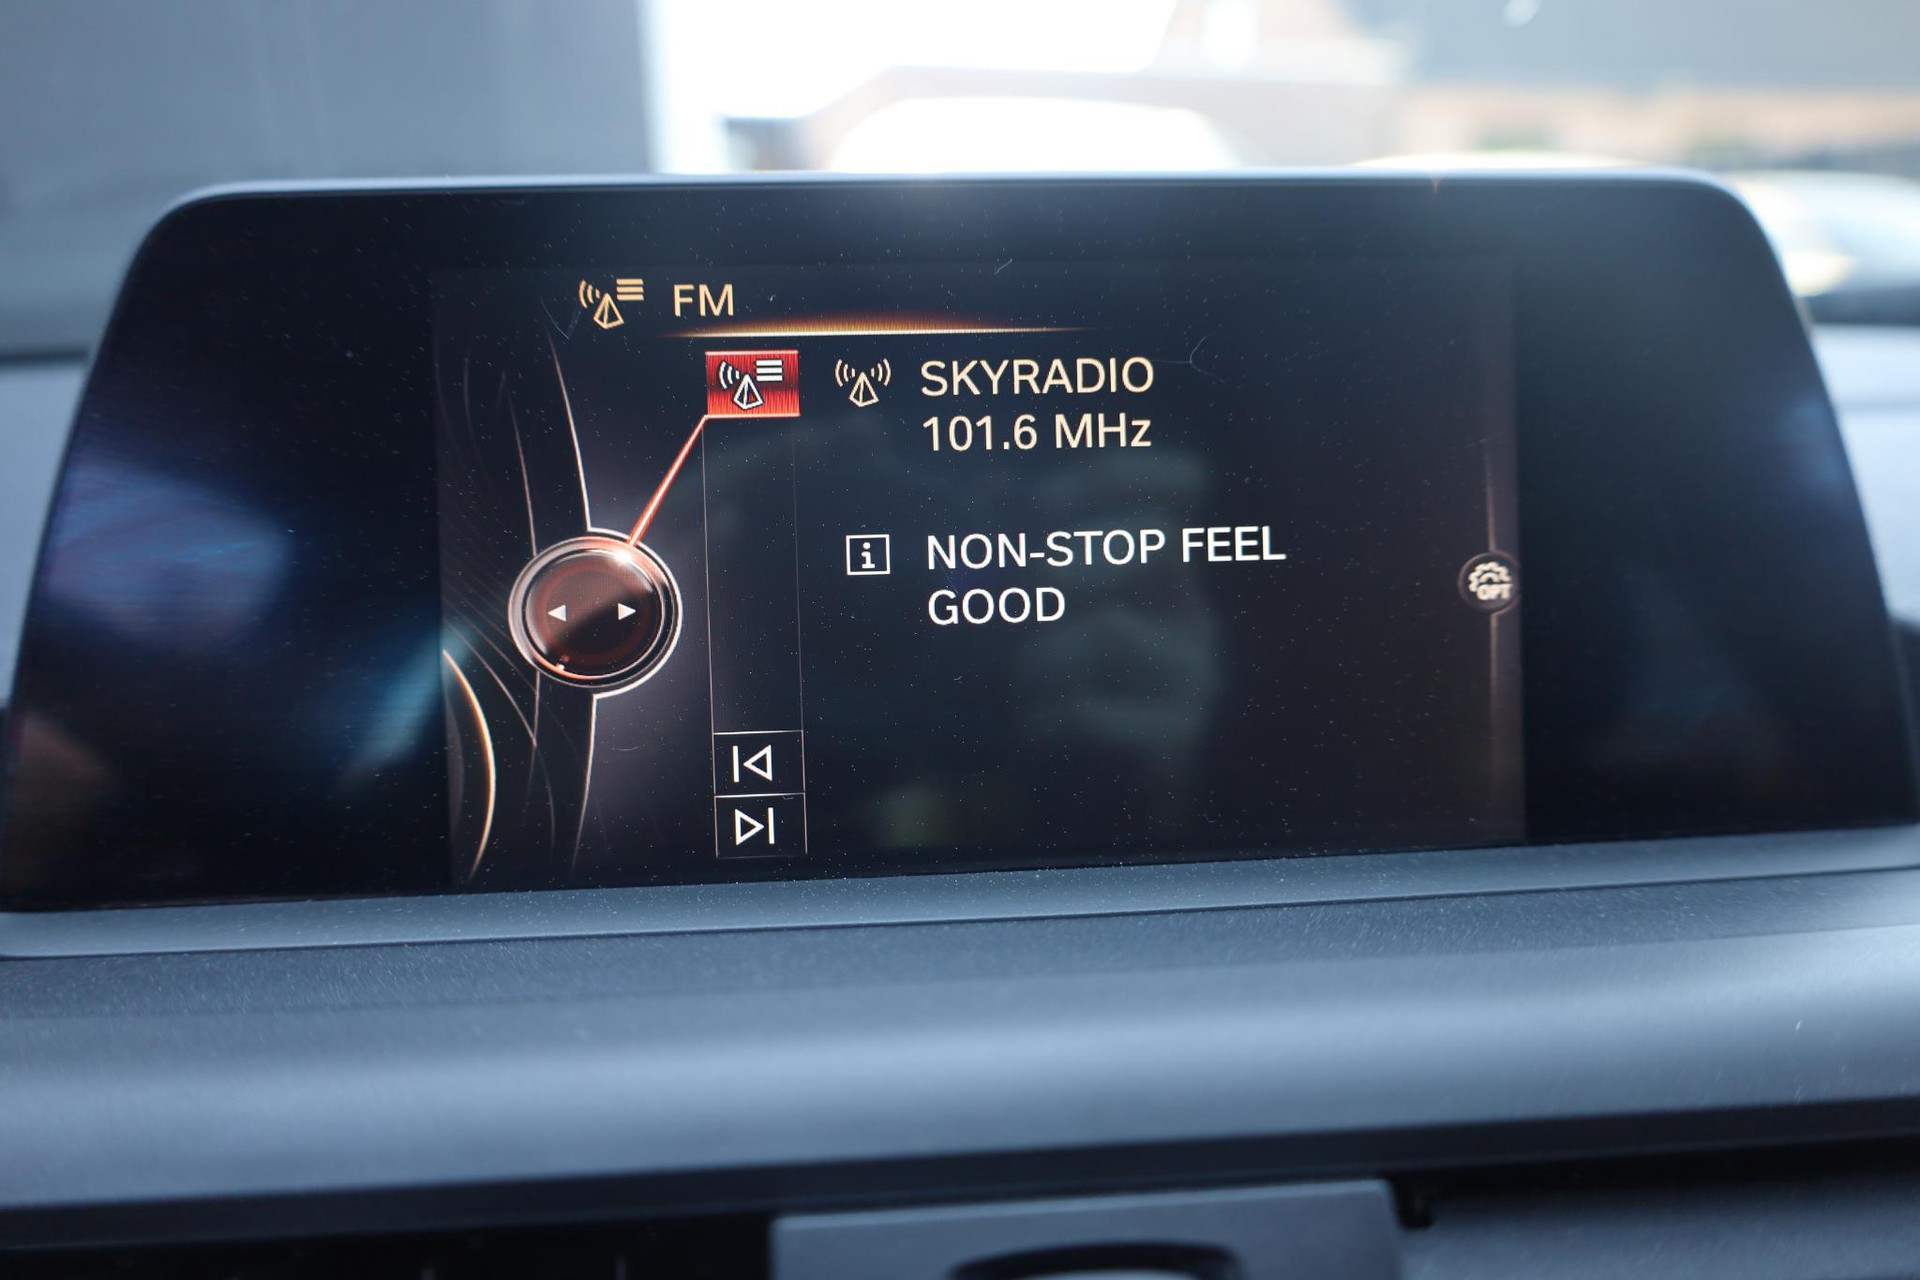 FM
SKYRADIO
101.6 MHz
i NON-STOP FEEL
GOOD
OPT